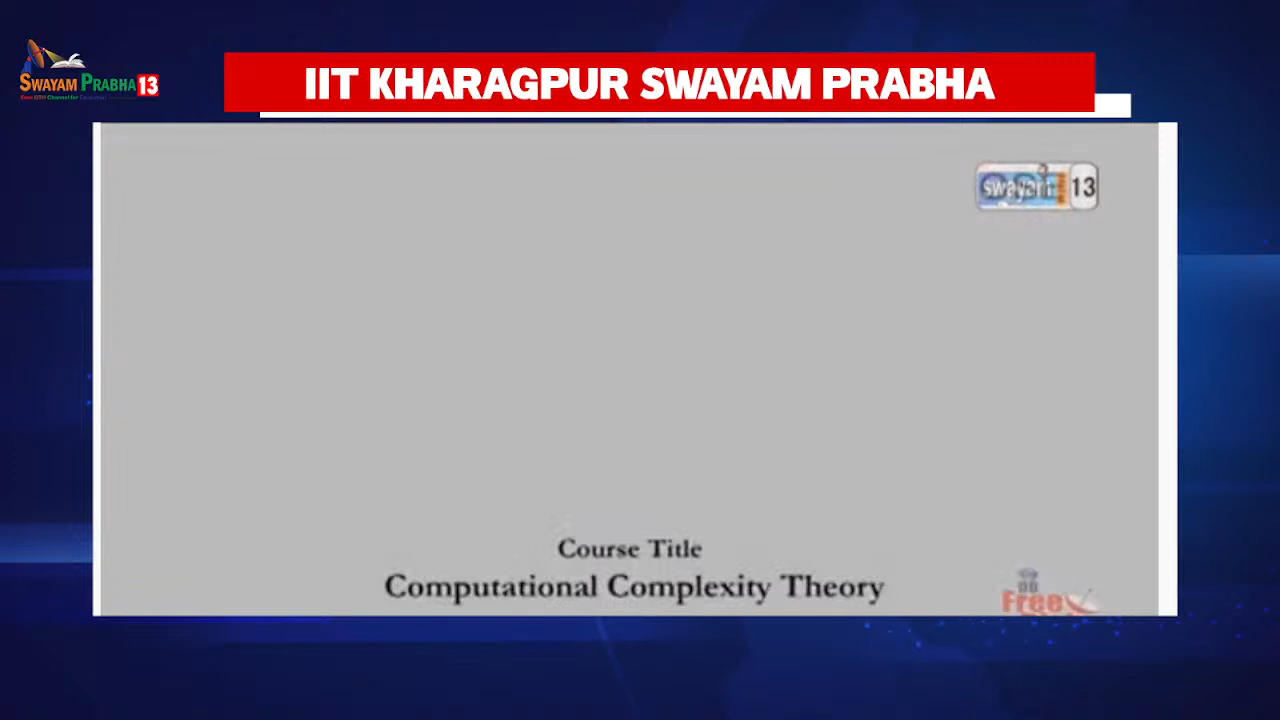 SWAYAM PRABHA 13
IIT KHARAGPUR SWAYAM PRABHA
swayam 13
Course Title
Computational Complexity Theory
Free